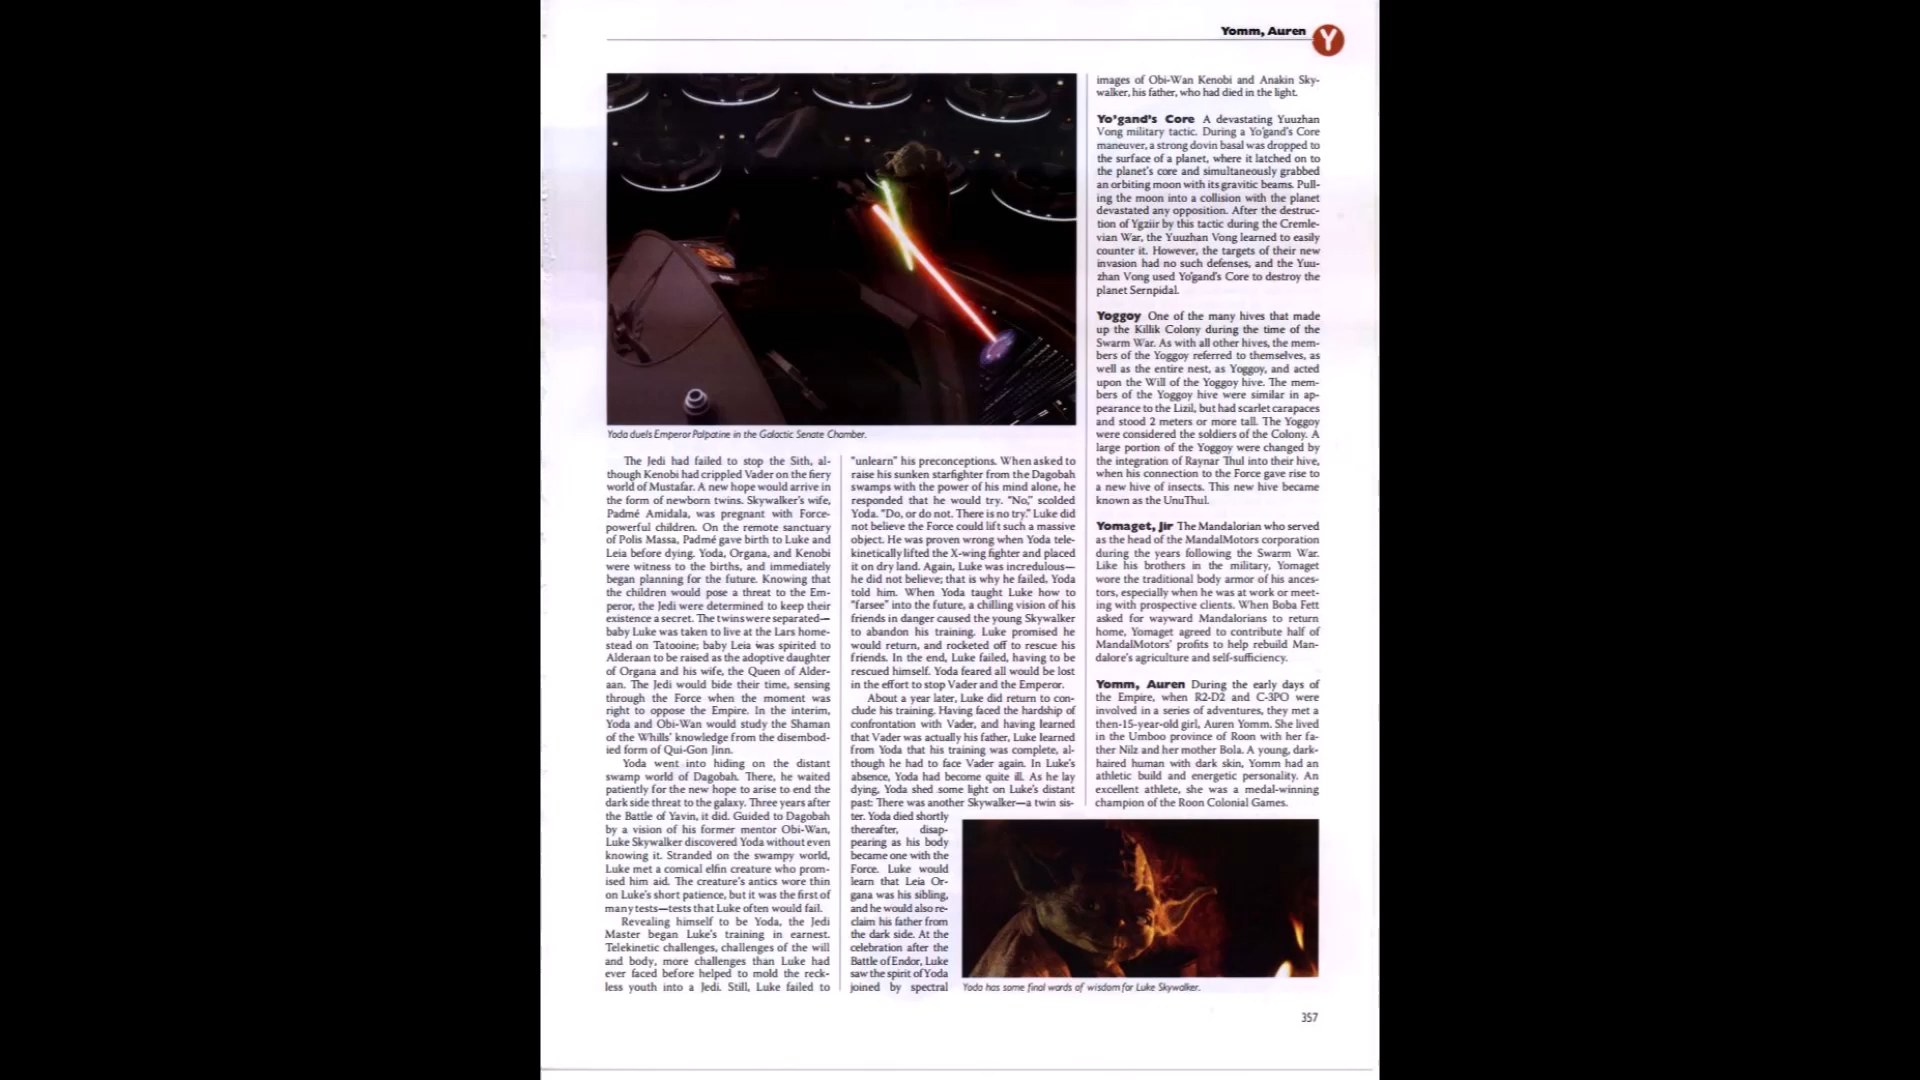 Yomm, Auren
Y
Yoda duels Emperor Palpatine in the Galactic Senate Chamber.
The Jedi had failed to stop the Sith, al-
though Kenobi had crippled Vader on the fiery
world of Mustafar. A new hope would arrive in
the form of newborn twins. Skywalker's wife,
Padmé Amidala, was pregnant with Force-
powerful children. On the remote sanctuary
of Polis Massa, Padmé gave birth to Luke and
Leia before dying. Yoda, Organa, and Kenobi
were witness to the births, and immediately
began planning for the future. Knowing that
the children would pose a threat to the Em-
peror, the Jedi were determined to keep their
existence a secret. The twins were separated—
baby Luke was taken to live at the Lars home-
stead on Tatooine; baby Leia was spirited to
Alderaan to be raised as the adoptive daughter
of Organa and his wife, the Queen of Alder-
aan. The Jedi would bide their time, sensing
through the Force when the moment was
right to oppose the Empire. In the interim,
Yoda and Obi-Wan would study the Shaman
of the Whills' knowledge from the disembod-
ied form of Qui-Gon Jinn.
Yoda went into hiding on the distant
swamp world of Dagobah. There, he waited
patiently for the new hope to arise to end the
dark side threat to the galaxy. Three years after
the Battle of Yavin, it did. Guided to Dagobah
by a vision of his former mentor Obi-Wan,
Luke Skywalker discovered Yoda without even
knowing it. Stranded on the swampy world,
Luke met a comical elfin creature who prom-
ised him aid. The creature's antics wore thin
on Luke's short patience, but it was the first of
many tests—tests that Luke often would fail.
Revealing himself to be Yoda, the Jedi
Master began Luke's training in earnest.
Telekinetic challenges, challenges of the will
and body, more challenges than Luke had
ever faced before helped to mold the reck-
less youth into a Jedi. Still, Luke failed to
"unlearn" his preconceptions. When asked to
raise his sunken starfighter from the Dagobah
swamps with the power of his mind alone, he
responded that he would try. "No," scolded
Yoda. "Do, or do not. There is no try." Luke did
not believe the Force could lift such a massive
object. He was proven wrong when Yoda tele-
kinetically lifted the X-wing fighter and placed
it on dry land. Again, Luke was incredulous—
he did not believe; that is why he failed, Yoda
told him. When Yoda taught Luke how to
"farsee" into the future, a chilling vision of his
friends in danger caused the young Skywalker
to abandon his training. Luke promised he
would return, and rocketed off to rescue his
friends. In the end, Luke failed, having to be
rescued himself. Yoda feared all would be lost
in the effort to stop Vader and the Emperor.
About a year later, Luke did return to con-
clude his training. Having faced the hardship of
confrontation with Vader, and having learned
that Vader was actually his father, Luke learned
from Yoda that his training was complete, al-
though he had to face Vader again. In Luke's
absence, Yoda had become quite ill. As he lay
dying, Yoda shed some light on Luke's distant
past: There was another Skywalker—a twin sis-
ter. Yoda died shortly
thereafter, disap-
pearing as his body
became one with the
Force. Luke would
learn that Leia Or-
gana was his sibling,
and he would also re-
claim his father from
the dark side. At the
celebration after the
Battle of Endor, Luke
saw the spirit of Yoda
joined by spectral
images of Obi-Wan Kenobi and Anakin Sky-
walker, his father, who had died in the light.
Yo'gand's Core A devastating Yuuzhan
Vong military tactic. During a Yo'gand's Core
maneuver, a strong dovin basal was dropped to
the surface of a planet, where it latched on to
the planet's core and simultaneously grabbed
an orbiting moon with its gravitic beams. Pull-
ing the moon into a collision with the planet
devastated any opposition. After the destruc-
tion of Ygziir by this tactic during the Cremle-
vian War, the Yuuzhan Vong learned to easily
counter it. However, the targets of their new
invasion had no such defenses, and the Yuu-
zhan Vong used Yo'gand's Core to destroy the
planet Sernpidal.
Yoggoy One of the many hives that made
up the Killik Colony during the time of the
Swarm War. As with all other hives, the mem-
bers of the Yoggoy referred to themselves, as
well as the entire nest, as Yoggoy, and acted
upon the Will of the Yoggoy hive. The mem-
bers of the Yoggoy hive were similar in ap-
pearance to the Lizil, but had scarlet carapaces
and stood 2 meters or more tall. The Yoggoy
were considered the soldiers of the Colony. A
large portion of the Yoggoy were changed by
the integration of Raynar Thul into their hive,
when his connection to the Force gave rise to
a new hive of insects. This new hive became
known as the UnuThul.
Yomaget, Jir The Mandalorian who served
as the head of the MandalMotors corporation
during the years following the Swarm War.
Like his brothers in the military, Yomaget
wore the traditional body armor of his ances-
tors, especially when he was at work or meet-
ing with prospective clients. When Boba Fett
asked for wayward Mandalorians to return
home, Yomaget agreed to contribute half of
MandalMotors' profits to help rebuild Man-
dalore's agriculture and self-sufficiency.
Yomm, Auren During the early days of
the Empire, when R2-D2 and C-3PO were
involved in a series of adventures, they met a
then-15-year-old girl, Auren Yomm. She lived
in the Umboo province of Roon with her fa-
ther Nilz and her mother Bola. A young, dark-
haired human with dark skin, Yomm had an
athletic build and energetic personality. An
excellent athlete, she was a medal-winning
champion of the Roon Colonial Games.
Yoda has some final words of wisdom for Luke Skywalker.
357